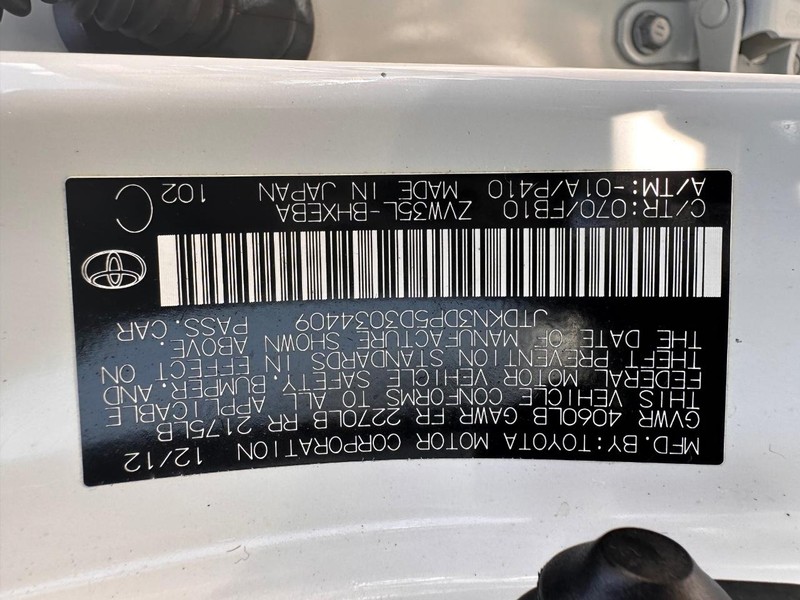 MFD. BY: TOYOTA MOTOR CORPORATION 12/12
GVWR 4060LB GAWR FR 2270LB RR 2175LB
THIS VEHICLE CONFORMS TO ALL APPLICABLE
FEDERAL MOTOR VEHICLE SAFETY, BUMPER, AND
THEFT PREVENTION STANDARDS IN EFFECT ON
THE DATE OF MANUFACTURE SHOWN ABOVE.
JTDKN3DP5D3034409 PASS. CAR
C/TR: 070/FB10 ZVW35L-BHXEBA
A/TM: -01A/P410 MADE IN JAPAN 102 C